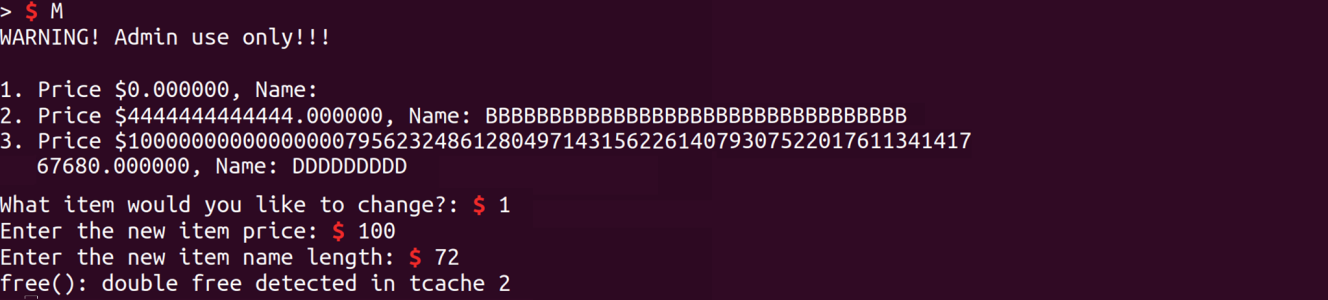 > $ M
WARNING! Admin use only!!!
1. Price $0.000000, Name:
2. Price $4444444444444.000000, Name: BBBBBBBBBBBBBBBBBBBBBBBBBBBBBBBBB
3. Price $100000000000000007956232486128049714315622614079307522017611341417
67680.000000, Name: DDDDDDDDD
What item would you like to change?: $ 1
Enter the new item price: $ 100
Enter the new item name length: $ 72
free(): double free detected in tcache 2